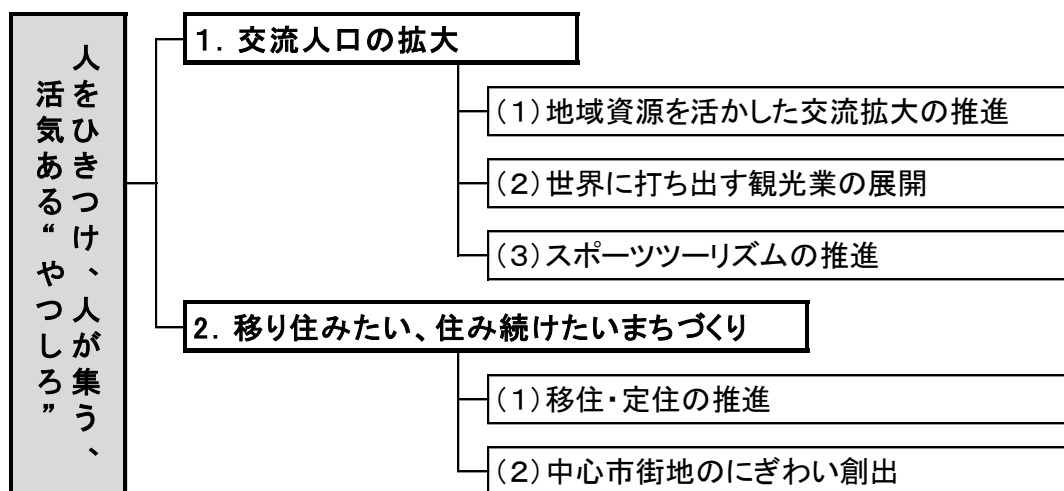 人をひきつけ、人が集う、
活気ある“やつしろ”
１．交流人口の拡大
（１）地域資源を活かした交流拡大の推進
（２）世界に打ち出す観光業の展開
（３）スポーツツーリズムの推進
２．移り住みたい、住み続けたいまちづくり
（１）移住・定住の推進
（２）中心市街地のにぎわい創出